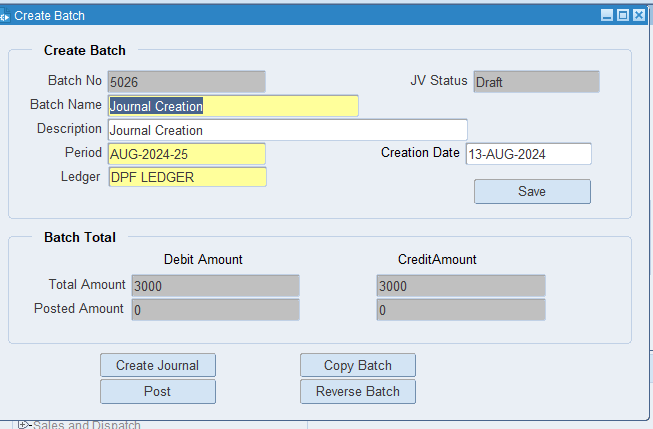 Create Batch
Create Batch
Batch No 5026 JV Status Draft
Batch Name Journal Creation
Description Journal Creation
Period AUG-2024-25 Creation Date 13-AUG-2024
Ledger DPF LEDGER
Save
Batch Total
Debit Amount CreditAmount
Total Amount 3000 3000
Posted Amount 0 0
Create Journal Copy Batch
Post Reverse Batch
Sales and Dispatch